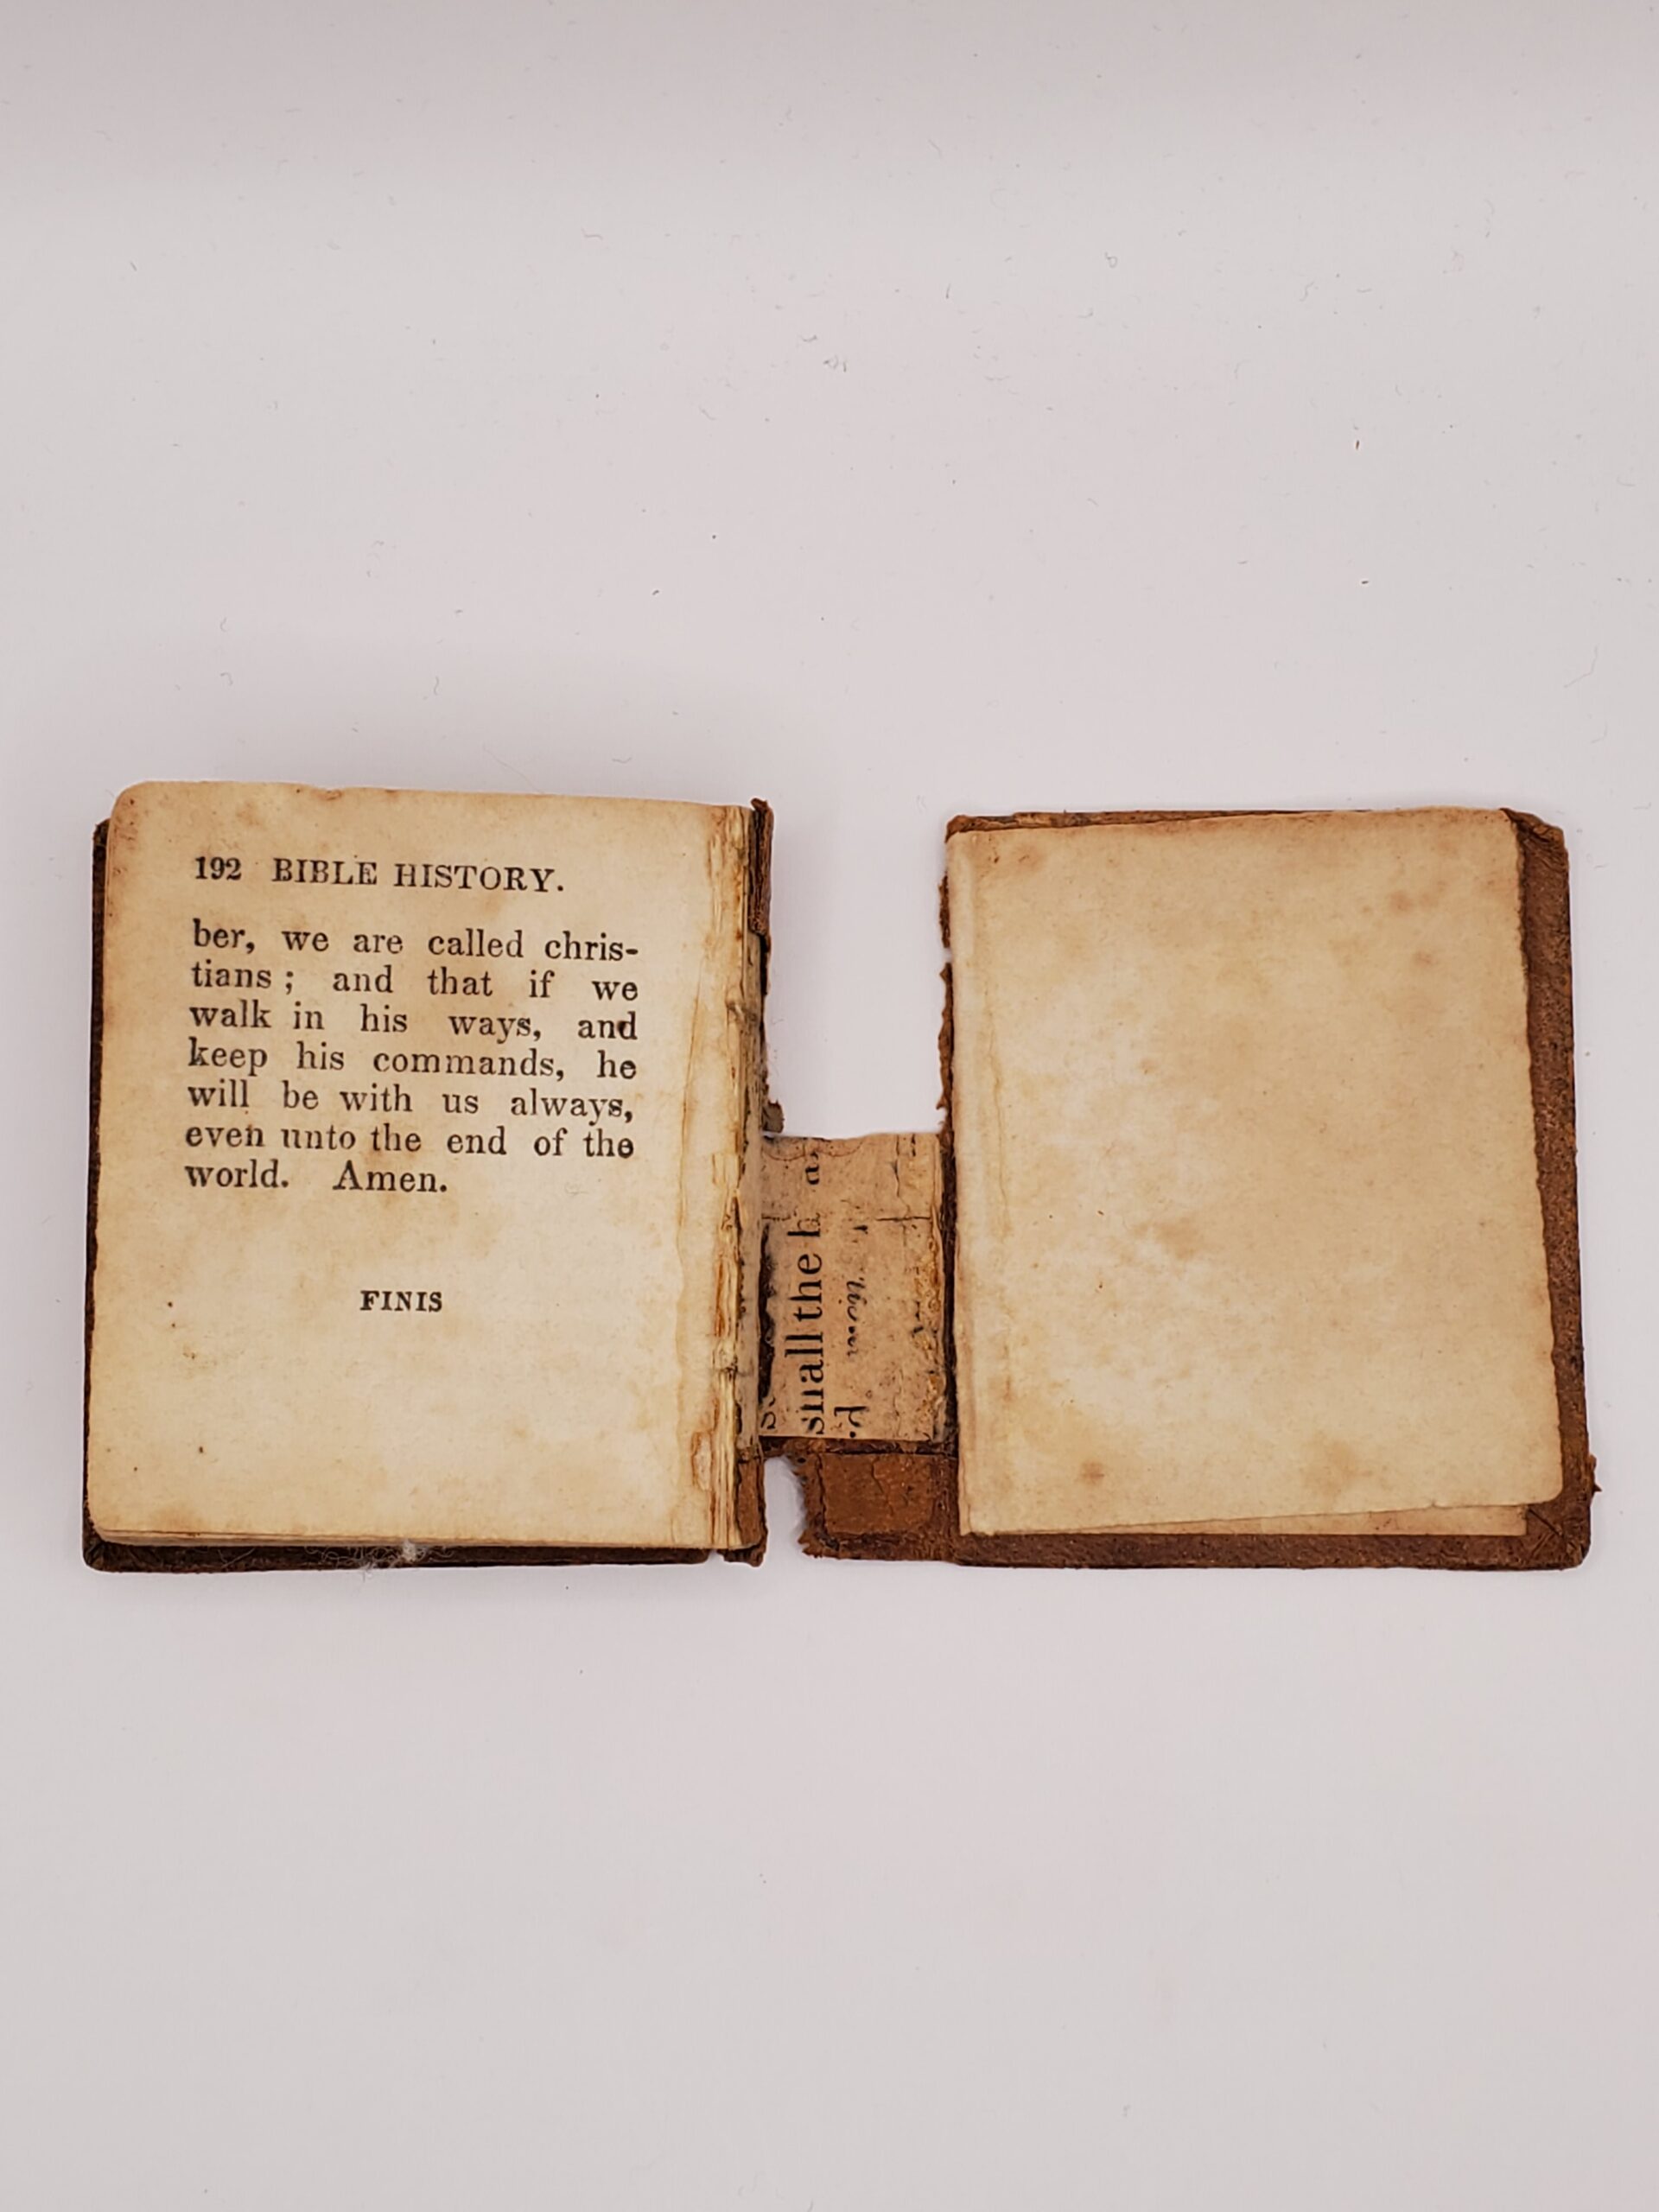 192 BIBLE HISTORY.
ber, we are called chris-
tians ; and that if we
walk in his ways, and
keep his commands, he
will be with us always,
even unto the end of the
world. Amen.
FINIS
small the h